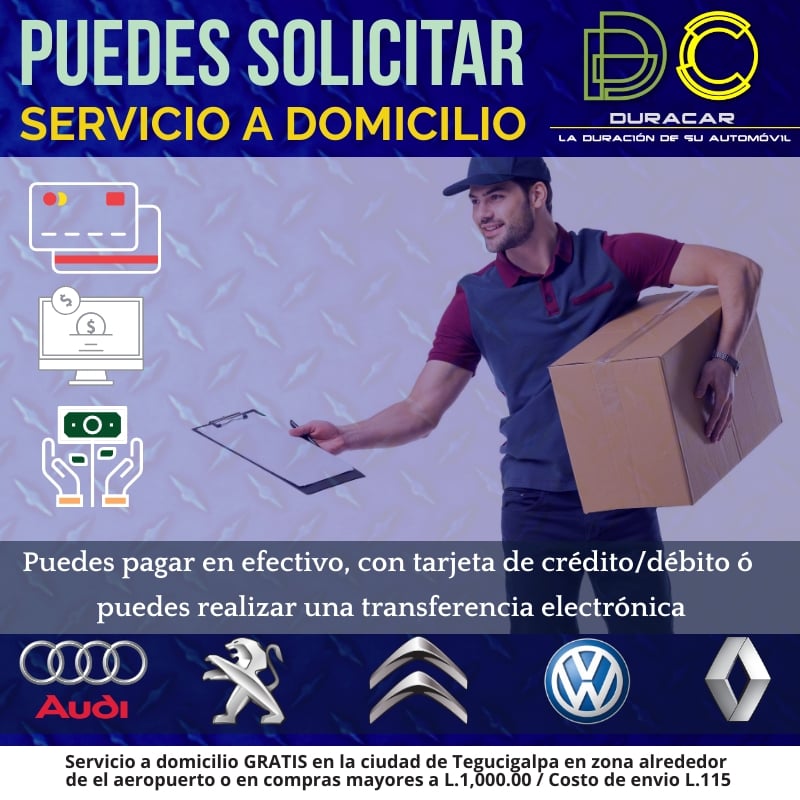 PUEDES SOLICITAR
SERVICIO A DOMICILIO
DC
DURACAR
LA DURACIÓN DE SU AUTOMÓVIL
$
$
Puedes pagar en efectivo, con tarjeta de crédito/débito ó
puedes realizar una transferencia electrónica
Audi
VW
Servicio a domicilio GRATIS en la ciudad de Tegucigalpa en zona alrededor
de el aeropuerto o en compras mayores a L.1,000.00 / Costo de envio L.115